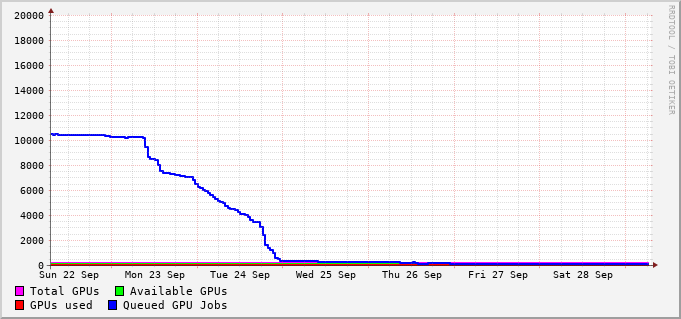 20000
18000
16000
14000
12000
10000
8000
6000
4000
2000
0
Sun 22 Sep Mon 23 Sep Tue 24 Sep Wed 25 Sep Thu 26 Sep Fri 27 Sep Sat 28 Sep
Total GPUs Available GPUs
GPUs used Queued GPU Jobs
RRDTOOL / TOBI OETIKER